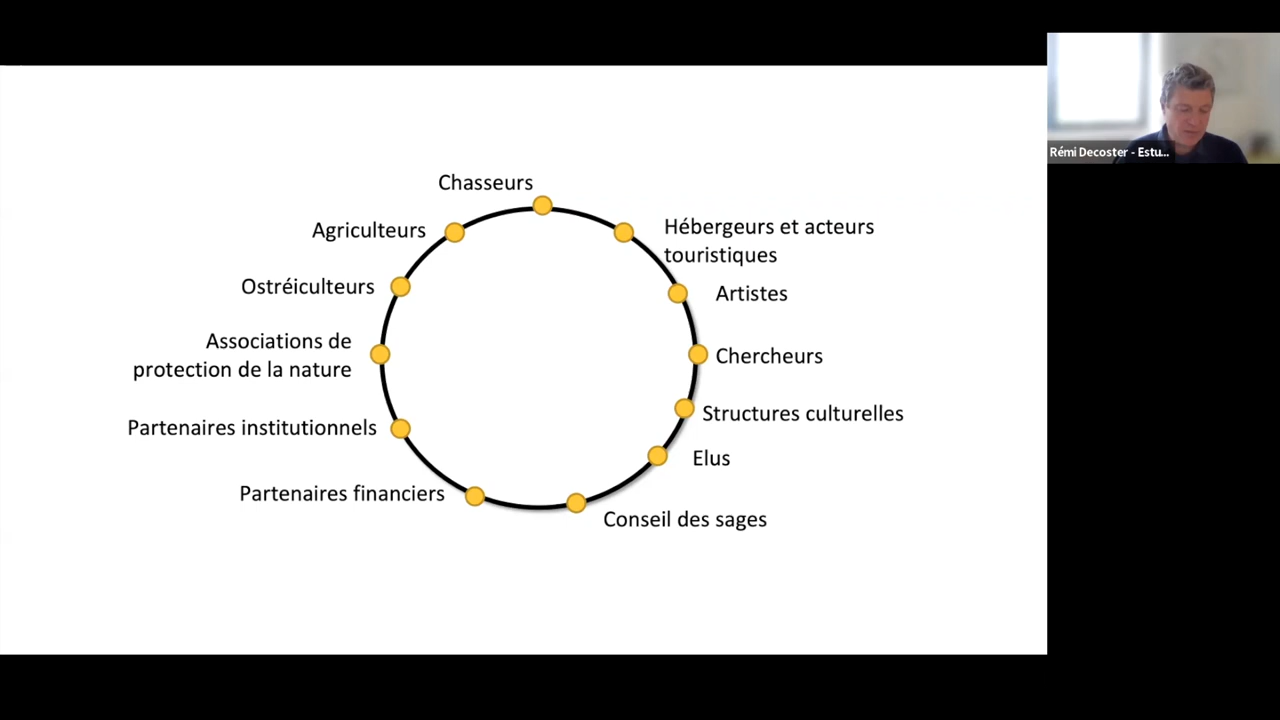 Chasseurs
Hébergeurs et acteurs
touristiques
Agriculteurs
Artistes
Ostréiculteurs
Associations de
protection de la nature
Chercheurs
Structures culturelles
Partenaires institutionnels
Elus
Partenaires financiers
Conseil des sages
Rémi Decoster - Estu...